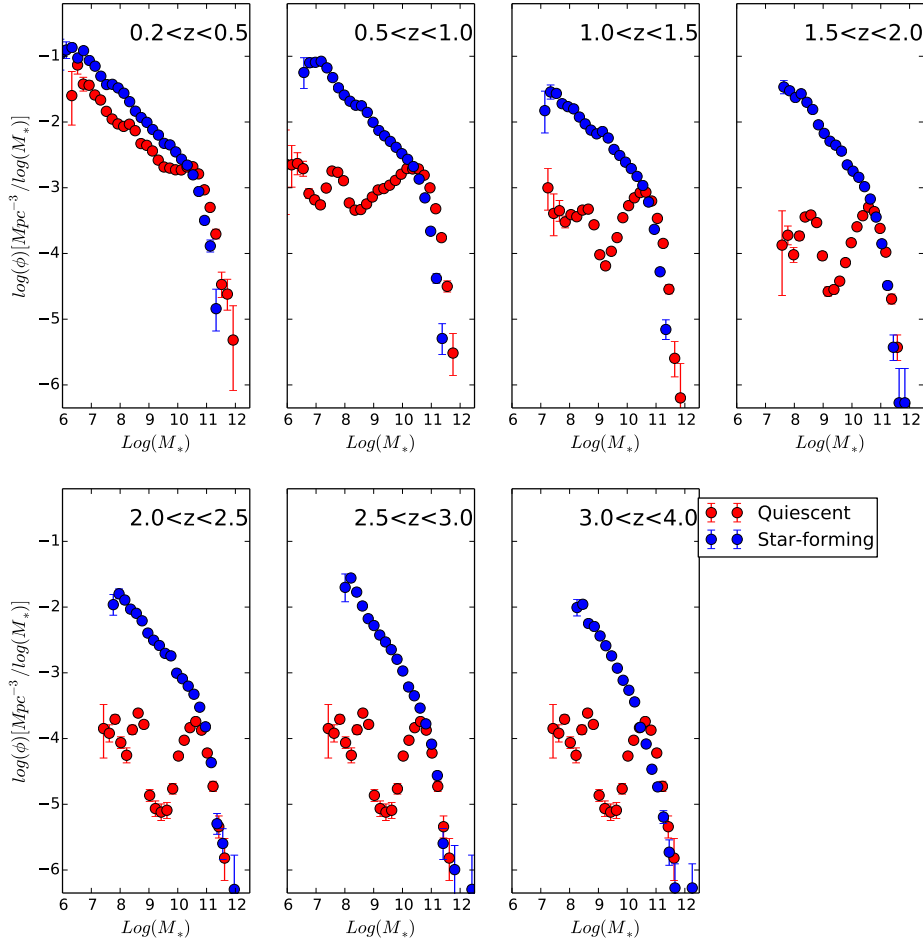 0.2<z<0.5
0.5<z<1.0
1.0<z<1.5
1.5<z<2.0
−1
−2
−3
−4
−5
−6
log(ϕ)[Mpc⁻³/log(M*)]
6 7 8 9 10 11 12
6 7 8 9 10 11 12
6 7 8 9 10 11 12
6 7 8 9 10 11 12
Log(M*)
Log(M*)
Log(M*)
Log(M*)
2.0<z<2.5
2.5<z<3.0
3.0<z<4.0
Quiescent
Star-forming
−1
−2
−3
−4
−5
−6
log(ϕ)[Mpc⁻³/log(M*)]
6 7 8 9 10 11 12
6 7 8 9 10 11 12
6 7 8 9 10 11 12
Log(M*)
Log(M*)
Log(M*)